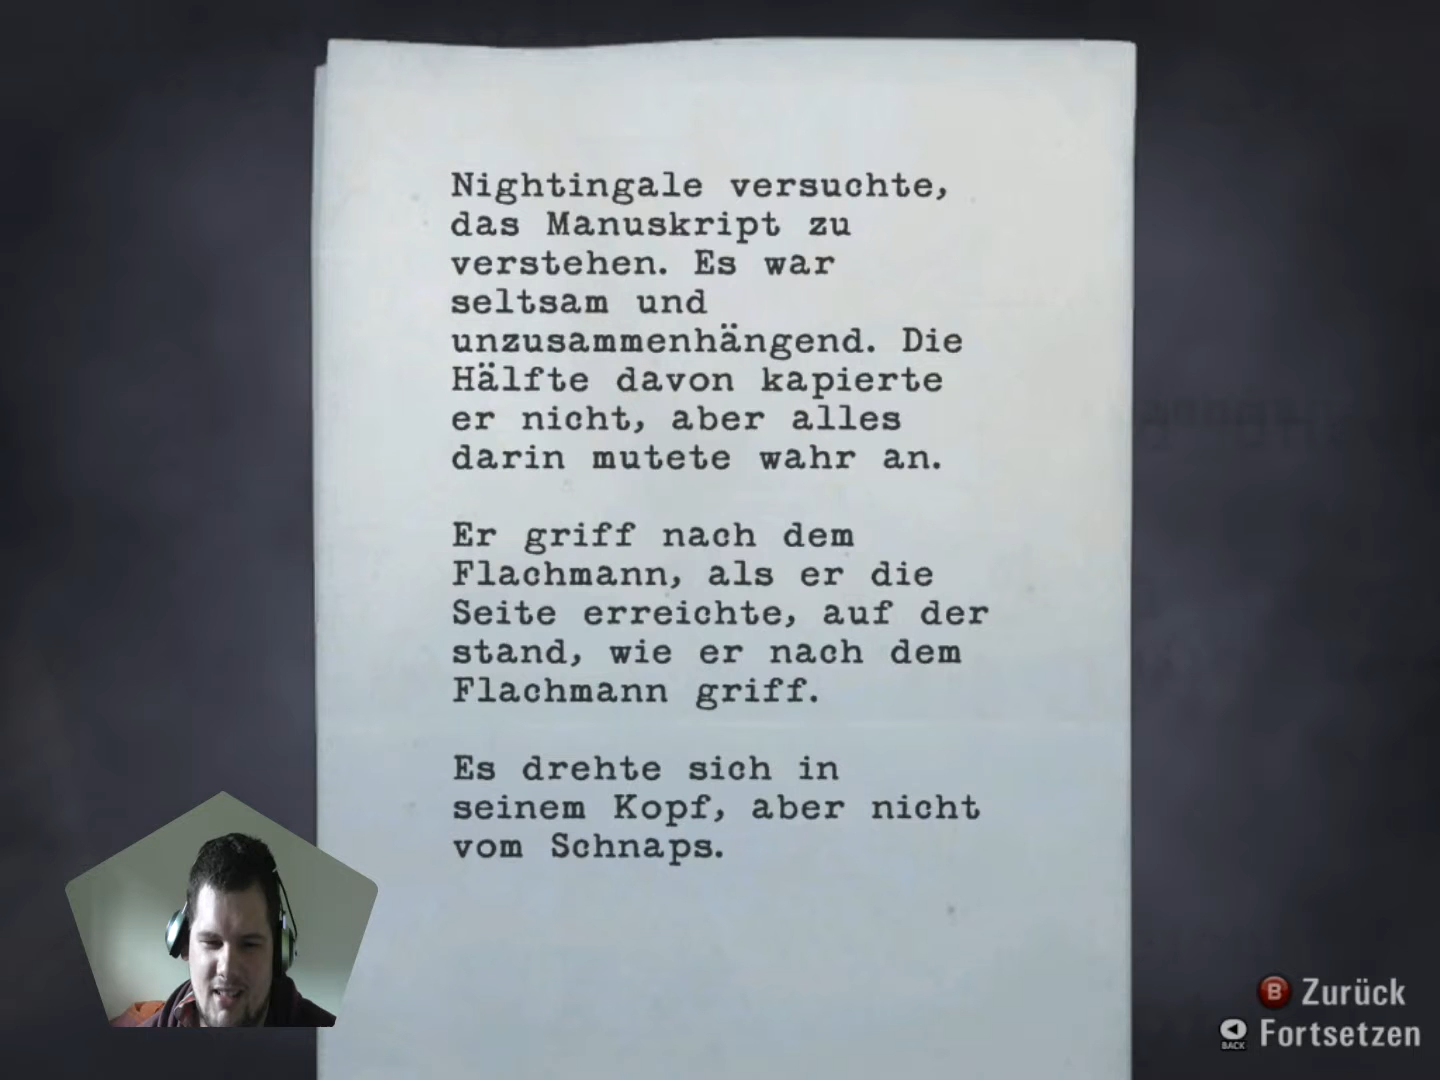 Nightingale versuchte,
das Manuskript zu
verstehen. Es war
seltsam und
unzusammenhängend. Die
Hälfte davon kapierte
er nicht, aber alles
darin mutete wahr an.
Er griff nach dem
Flachmann, als er die
Seite erreichte, auf der
stand, wie er nach dem
Flachmann griff.
Es drehte sich in
seinem Kopf, aber nicht
vom Schnaps.
B Zurück
BACK Fortsetzen